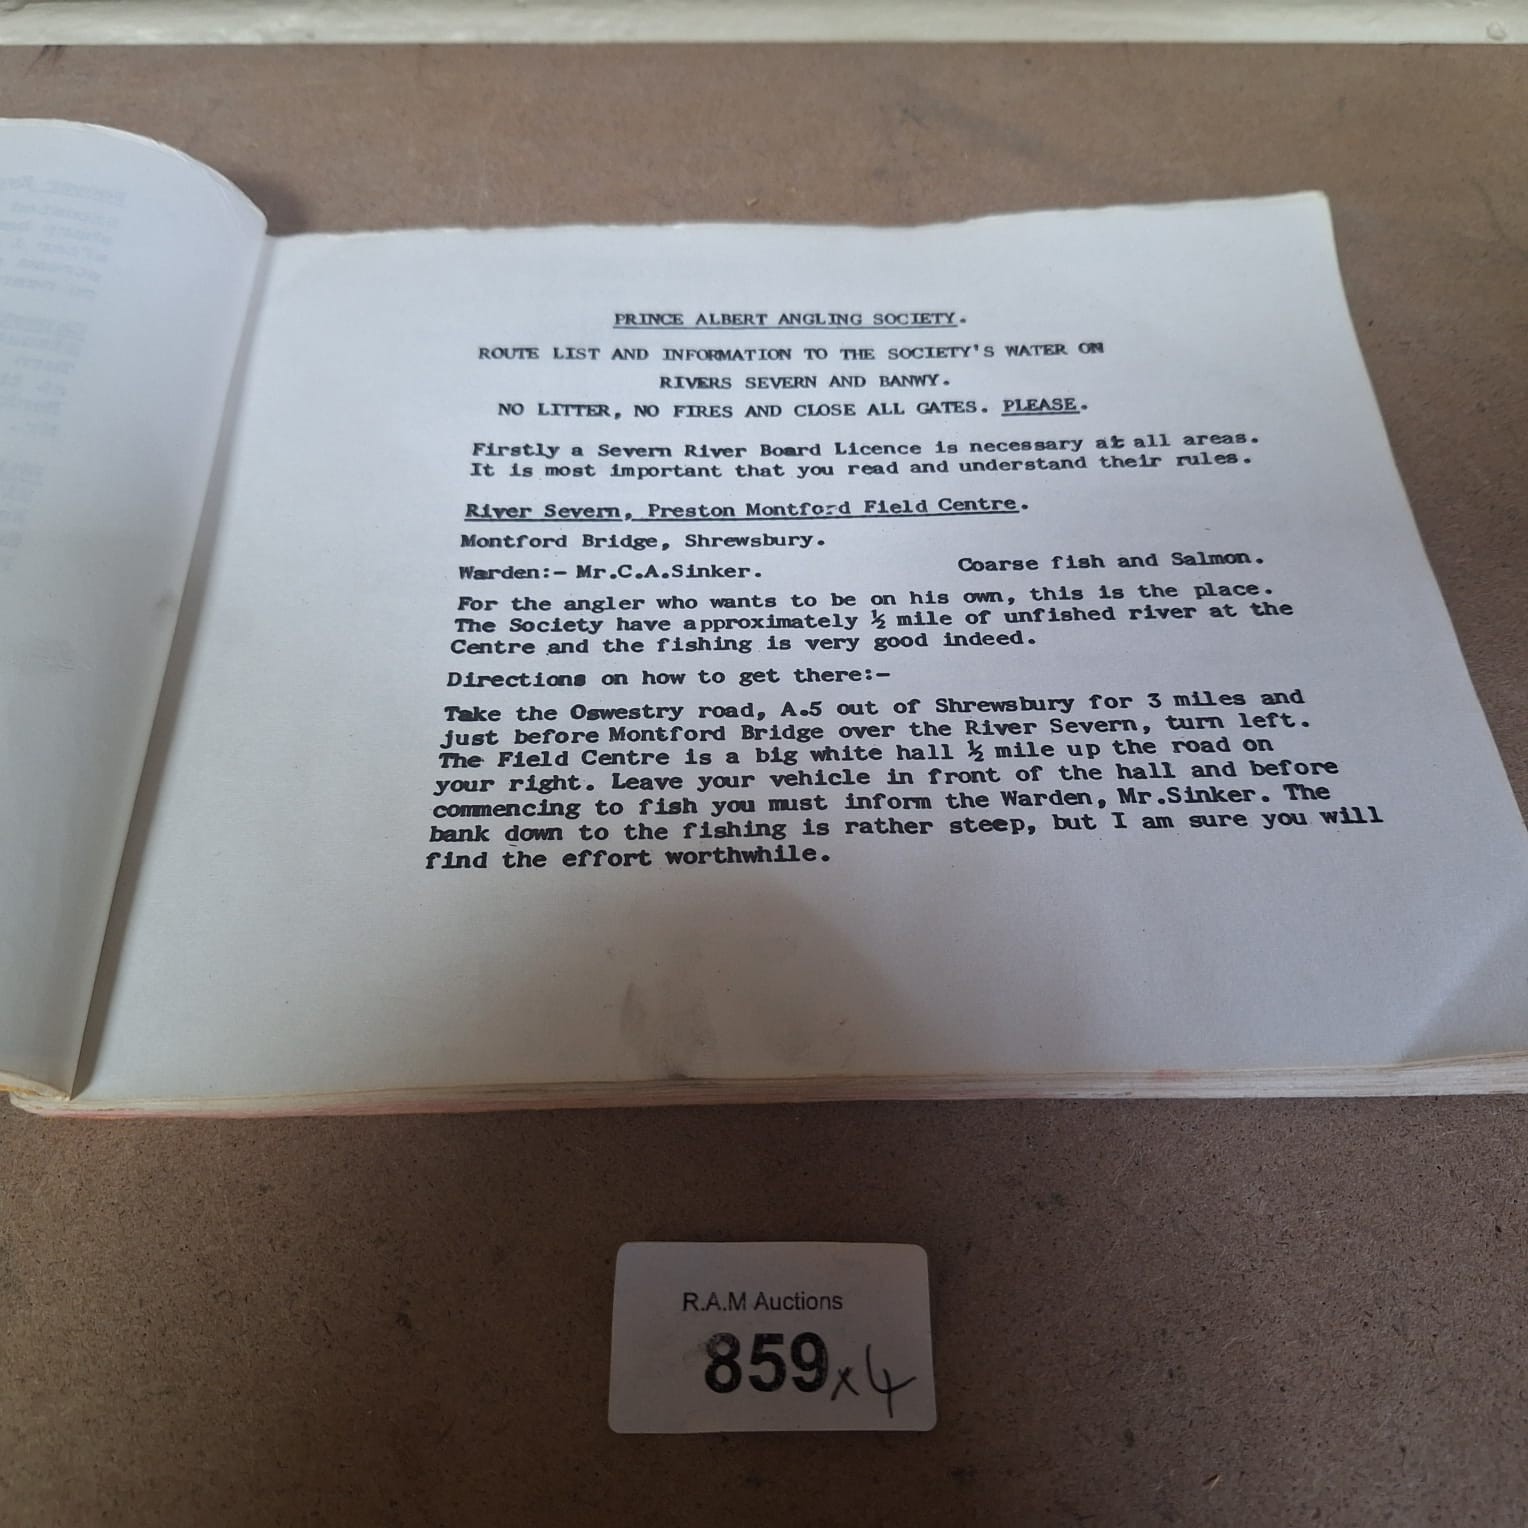 PRINCE ALBERT ANGLING SOCIETY.
ROUTE LIST AND INFORMATION TO THE SOCIETY'S WATER ON
RIVERS SEVERN AND BANWY.
NO LITTER, NO FIRES AND CLOSE ALL GATES. PLEASE.
Firstly a Severn River Board Licence is necessary at all areas.
It is most important that you read and understand their rules.
River Severn, Preston Montford Field Centre.
Montford Bridge, Shrewsbury.
Warden:- Mr.C.A.Sinker. Coarse fish and Salmon.
For the angler who wants to be on his own, this is the place.
The Society have approximately ½ mile of unfished river at the
Centre and the fishing is very good indeed.
Directions on how to get there:-
Take the Oswestry road, A.5 out of Shrewsbury for 3 miles and
just before Montford Bridge over the River Severn, turn left.
The Field Centre is a big white hall ½ mile up the road on
your right. Leave your vehicle in front of the hall and before
commencing to fish you must inform the Warden, Mr.Sinker. The
bank down to the fishing is rather steep, but I am sure you will
find the effort worthwhile.
R.A.M Auctions
859 x 4